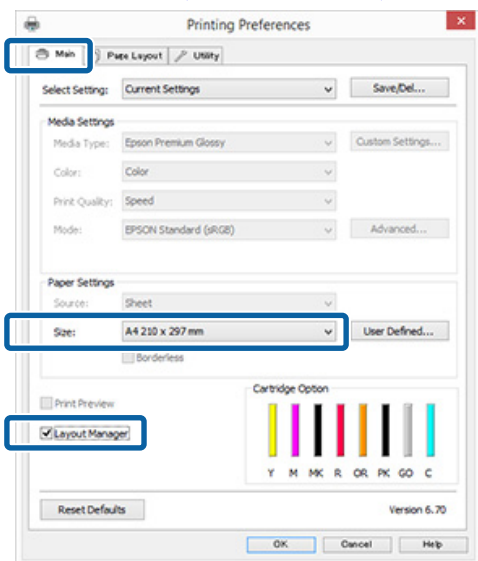 Printing Preferences
Main
Page Layout
Utility
Select Setting: Current Settings Save/Del...
Media Settings
Media Type: Epson Premium Glossy Custom Settings...
Color: Color
Print Quality: Speed
Mode: EPSON Standard (sRGB) Advanced...
Paper Settings
Source: Sheet
Size: A4 210 x 297 mm User Defined...
Borderless
Cartridge Option
Print Preview
Layout Manager
Y M MK R OR PK GO C
Reset Defaults Version 6.70
OK Cancel Help